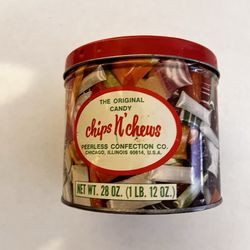 THE ORIGINAL
CANDY
chips N' chews
PEERLESS CONFECTION CO.
CHICAGO, ILLINOIS 60614, U.S.A.
NET WT. 28 OZ. (1 LB. 12 OZ.)